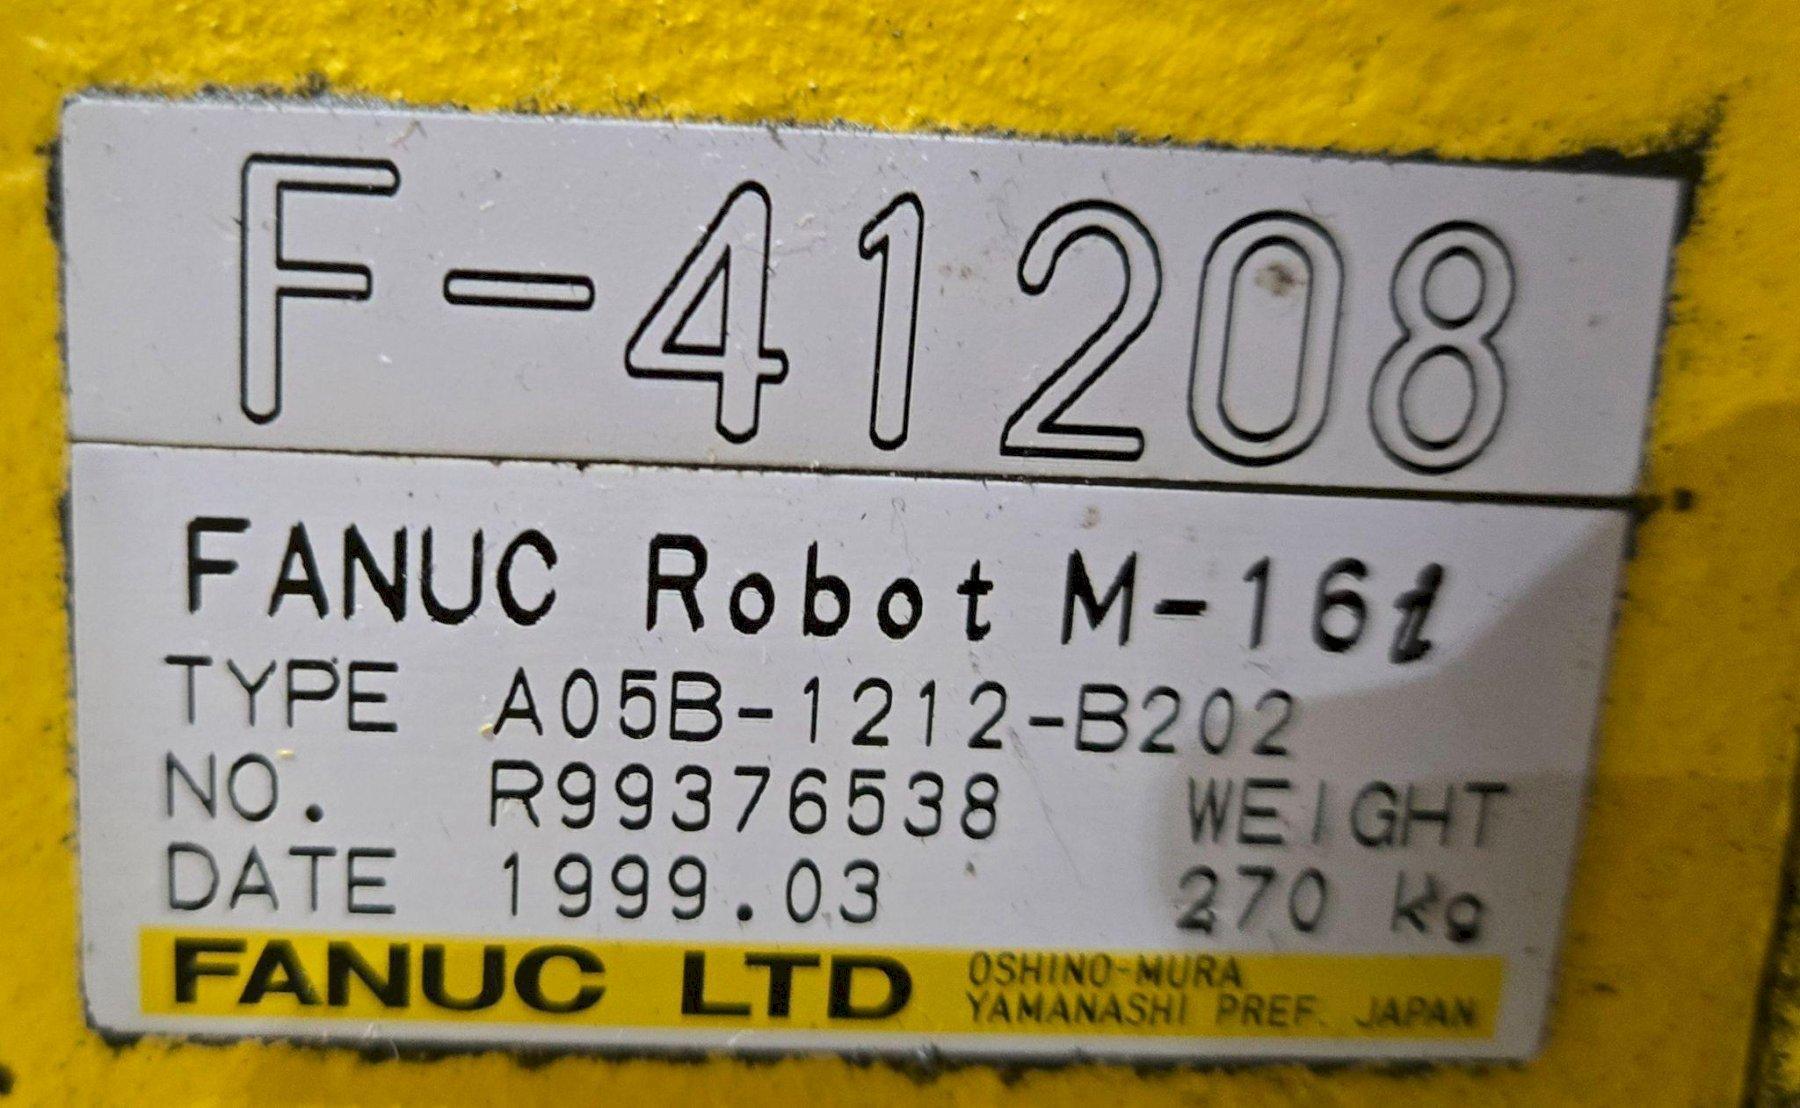 F-41208
FANUC Robot M-16i
TYPE A05B-1212-B202
NO. R99376538 WEIGHT
DATE 1999.03 270 kg
FANUC LTD OSHINO-MURA
YAMANASHI PREF. JAPAN